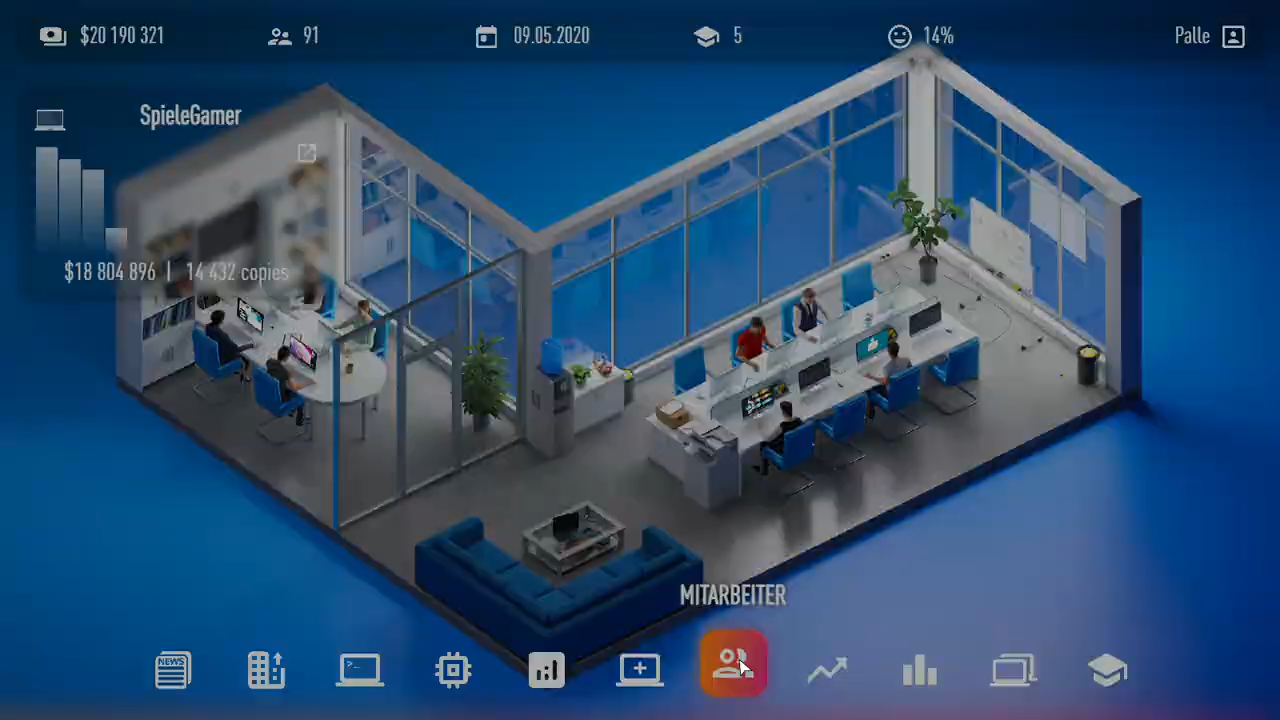 $20 190 321
91
09.05.2020
5
14%
Palle
SpieleGamer
$18 804 896 | 14 432 copies
MITARBEITER
NEWS